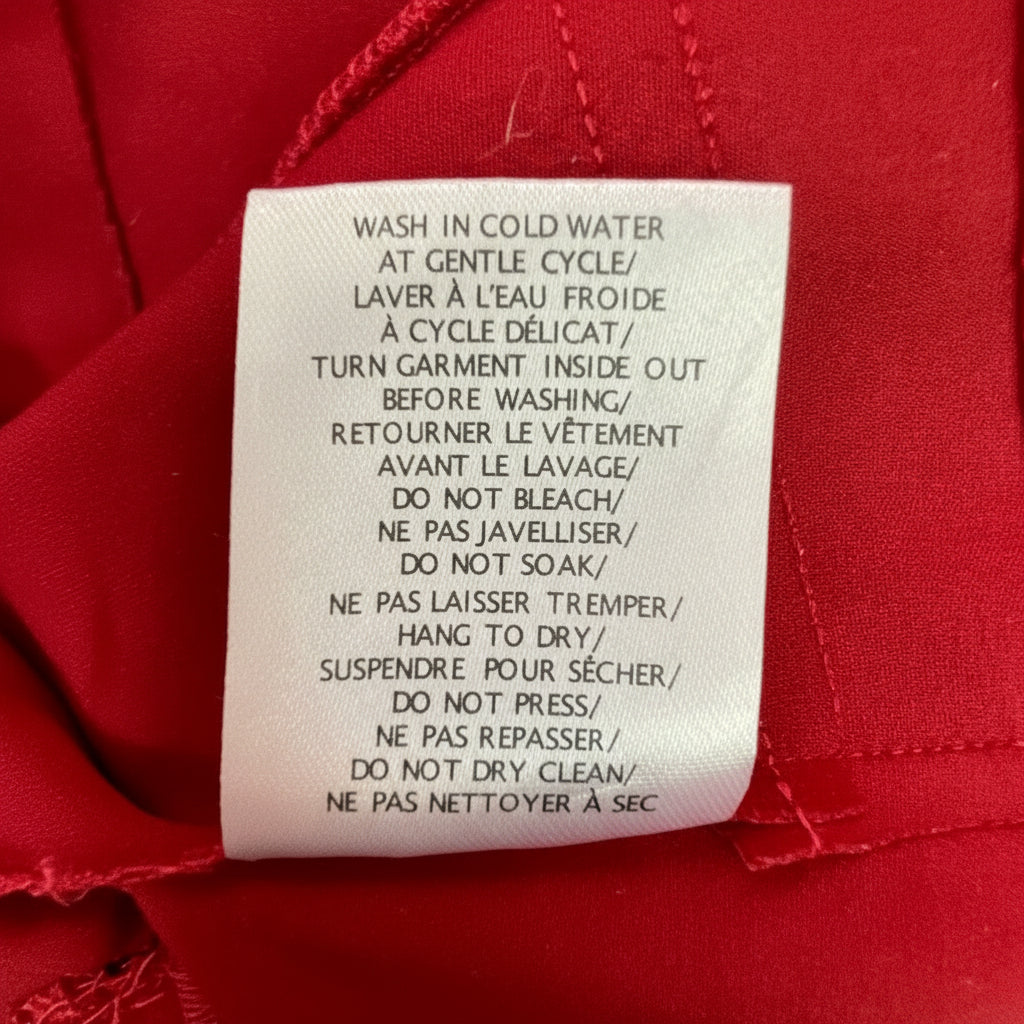 WASH IN COLD WATER
AT GENTLE CYCLE/
LAVER À L'EAU FROIDE
À CYCLE DÉLICAT/
TURN GARMENT INSIDE OUT
BEFORE WASHING/
RETOURNER LE VÊTEMENT
AVANT LE LAVAGE/
DO NOT BLEACH/
NE PAS JAVELLISER/
DO NOT SOAK/
NE PAS LAISSER TREMPER/
HANG TO DRY/
SUSPENDRE POUR SÉCHER/
DO NOT PRESS/
NE PAS REPASSER/
DO NOT DRY CLEAN/
NE PAS NETTOYER À SEC